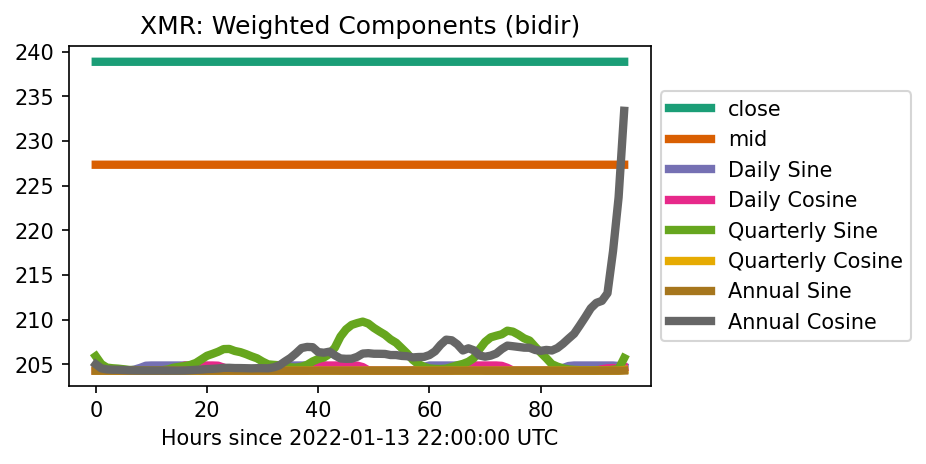 XMR: Weighted Components (bidir)
240
235
230
225
220
215
210
205
0
20
40
60
80
Hours since 2022-01-13 22:00:00 UTC
close
mid
Daily Sine
Daily Cosine
Quarterly Sine
Quarterly Cosine
Annual Sine
Annual Cosine